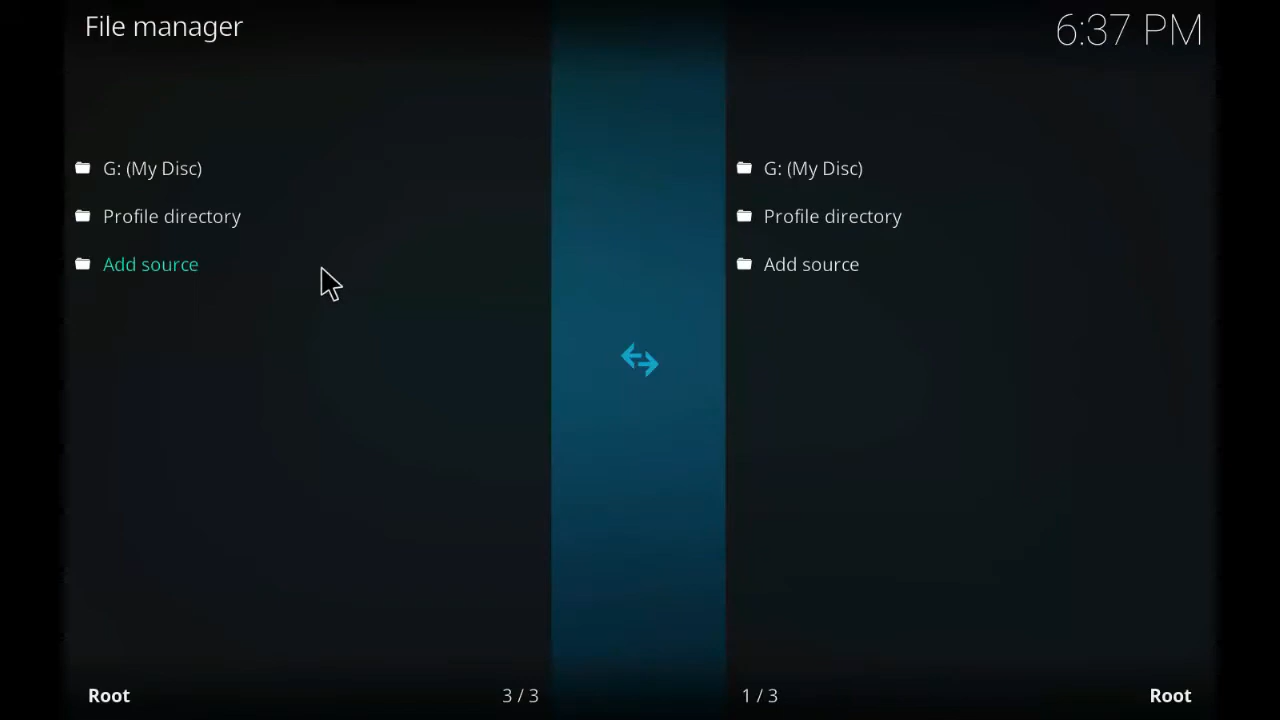 File manager
6:37 PM
G: (My Disc)
Profile directory
Add source
G: (My Disc)
Profile directory
Add source
Root
3 / 3
1 / 3
Root